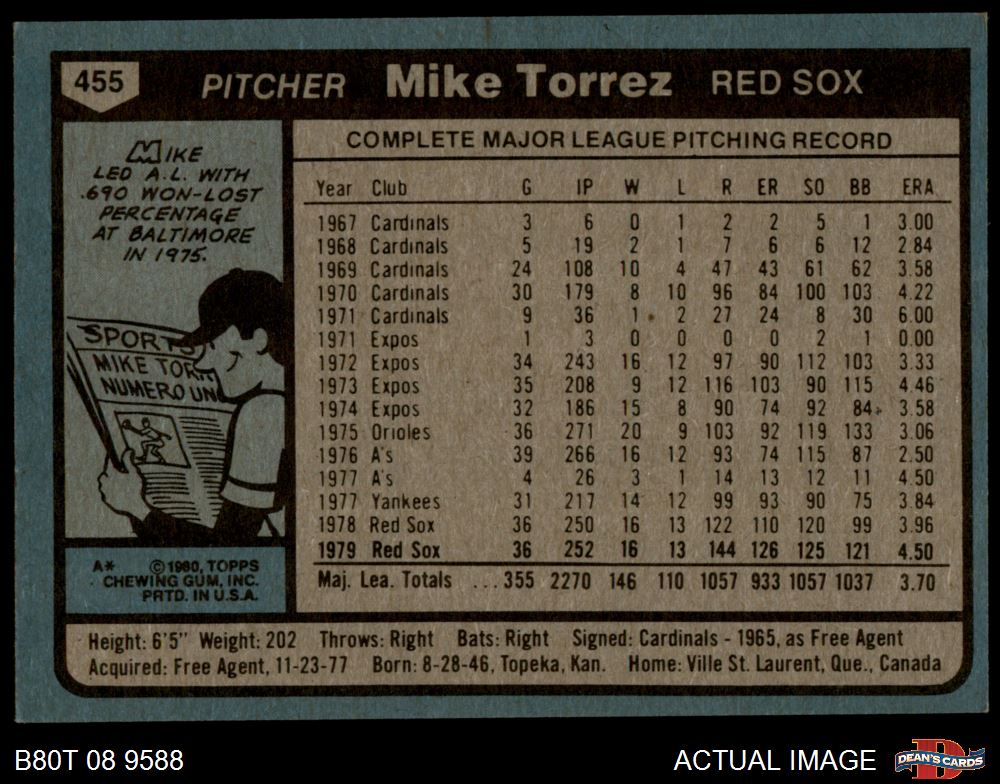 455 PITCHER Mike Torrez RED SOX
MIKE
LED A.L. WITH
.690 WON-LOST
PERCENTAGE
AT BALTIMORE
IN 1975.
SPORTS
MIKE TORR
NUMERO UN
A* ©1980, TOPPS
CHEWING GUM, INC.
PRTD. IN U.S.A.
COMPLETE MAJOR LEAGUE PITCHING RECORD
Year Club G IP W L R ER SO BB ERA
1967 Cardinals 3 6 0 1 2 2 5 1 3.00
1968 Cardinals 5 19 2 1 7 6 6 12 2.84
1969 Cardinals 24 108 10 4 47 43 61 62 3.58
1970 Cardinals 30 179 8 10 96 84 100 103 4.22
1971 Cardinals 9 36 1 2 27 24 8 30 6.00
1971 Expos 1 3 0 0 0 0 2 1 0.00
1972 Expos 34 243 16 12 97 90 112 103 3.33
1973 Expos 35 208 9 12 116 103 90 115 4.46
1974 Expos 32 186 15 8 90 74 92 84 3.58
1975 Orioles 36 271 20 9 103 92 119 133 3.06
1976 A's 39 266 16 12 93 74 115 87 2.50
1977 A's 4 26 3 1 14 13 12 11 4.50
1977 Yankees 31 217 14 12 99 93 90 75 3.84
1978 Red Sox 36 250 16 13 122 110 120 99 3.96
1979 Red Sox 36 252 16 13 144 126 125 121 4.50
Maj. Lea. Totals ... 355 2270 146 110 1057 933 1057 1037 3.70
Height: 6'5" Weight: 202 Throws: Right Bats: Right Signed: Cardinals - 1965, as Free Agent
Acquired: Free Agent, 11-23-77 Born: 8-28-46, Topeka, Kan. Home: Ville St. Laurent, Que., Canada
B80T 08 9588 ACTUAL IMAGE D DEAN'S CARDS